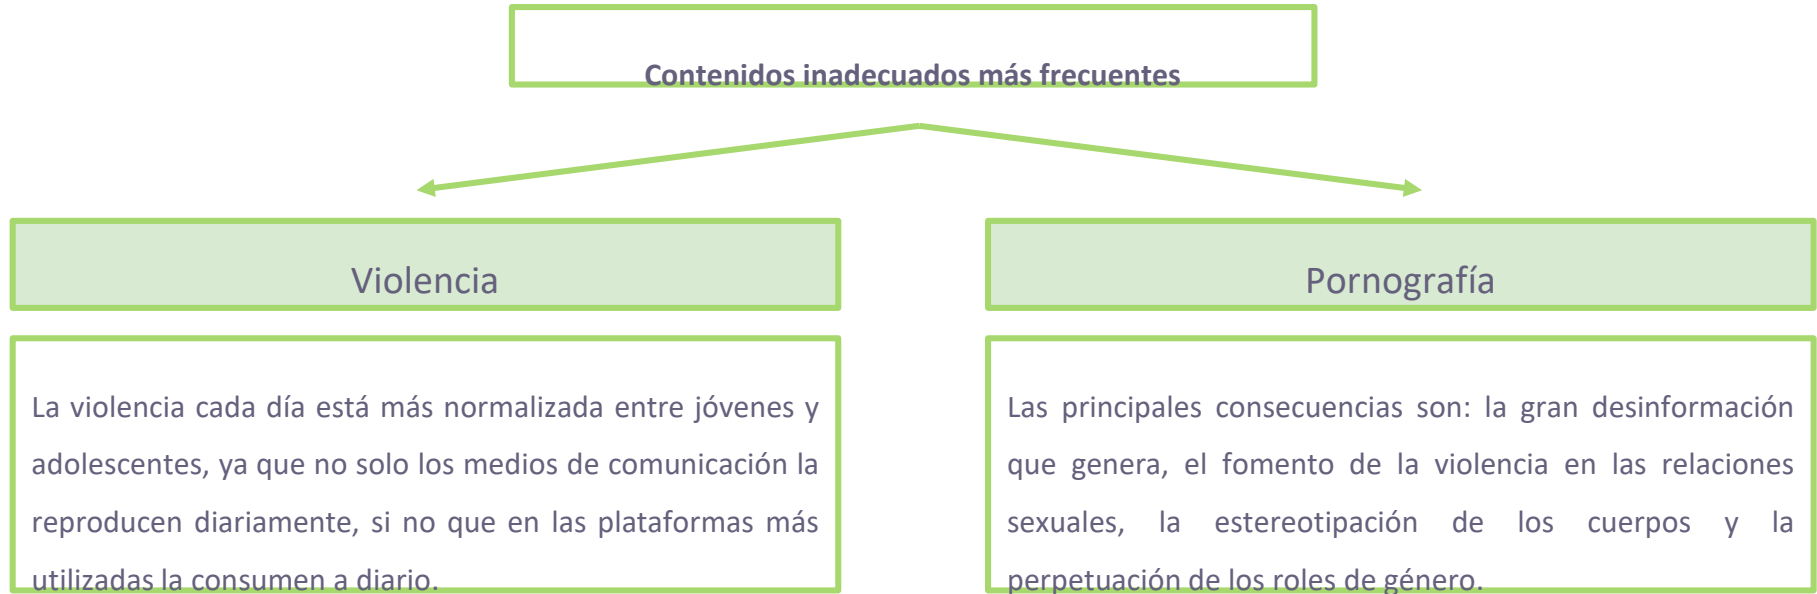 Contenidos inadecuados más frecuentes
Violencia
Pornografía
La violencia cada día está más normalizada entre jóvenes y
adolescentes, ya que no solo los medios de comunicación la
reproducen diariamente, si no que en las plataformas más
utilizadas la consumen a diario.
Las principales consecuencias son: la gran desinformación
que genera, el fomento de la violencia en las relaciones
sexuales, la estereotipación de los cuerpos y la
perpetuación de los roles de género.